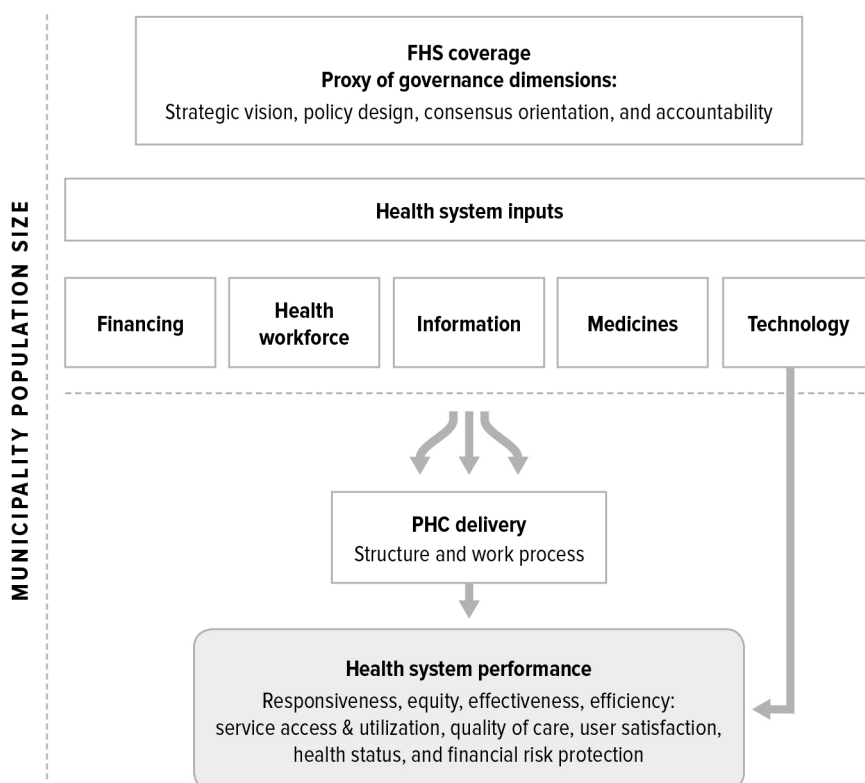 MUNICIPALITY POPULATION SIZE
FHS coverage
Proxy of governance dimensions:
Strategic vision, policy design, consensus orientation, and accountability
Health system inputs
Financing
Health
workforce
Information
Medicines
Technology
PHC delivery
Structure and work process
Health system performance
Responsiveness, equity, effectiveness, efficiency:
service access & utilization, quality of care, user satisfaction,
health status, and financial risk protection